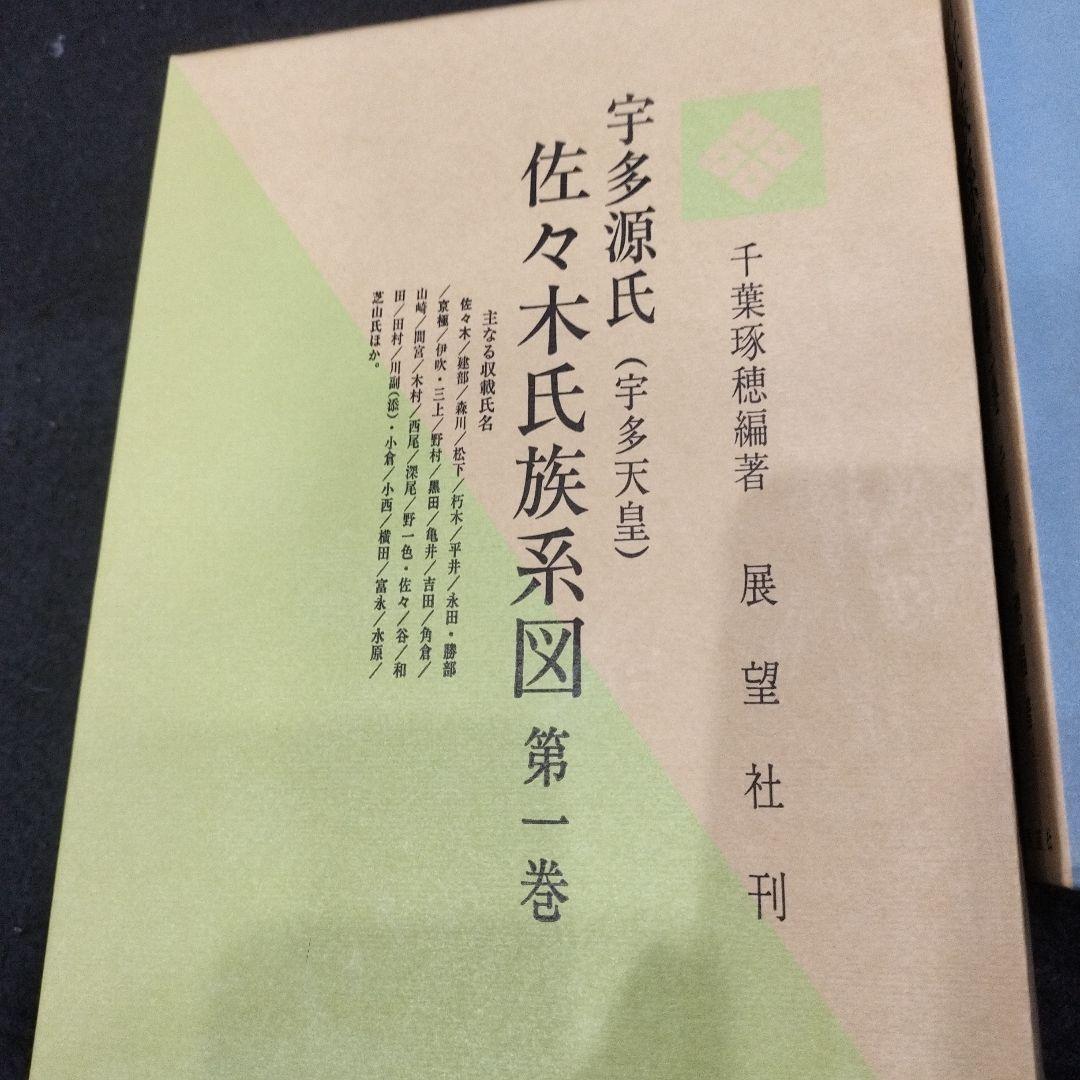 千葉琢穂編著 展望社刊
宇多源氏(宇多天皇)
佐々木氏族系図 第一巻
主なる収載氏名
佐々木/建部/森川/松下/朽木/平井/永田・勝部
/京極/伊吹・三上/野村/黒田/亀井/吉田/角倉/
山崎/間宮/木村/西尾/深尾/野一色・佐々/谷/和
田/田村/川副(添)・小倉/小西/横田/富永/水原/
芝山氏ほか。